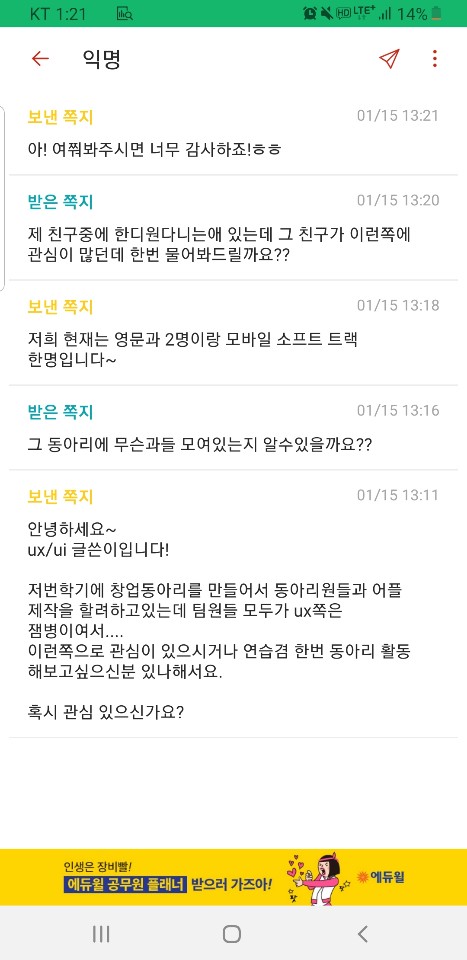 KT 1:21
HD LTE+ 14%
익명
보낸 쪽지 01/15 13:21
아! 여쭤봐주시면 너무 감사하죠!ㅎㅎ
받은 쪽지 01/15 13:20
제 친구중에 한디원다니는애 있는데 그 친구가 이런쪽에
관심이 많던데 한번 물어봐드릴까요??
보낸 쪽지 01/15 13:18
저희 현재는 영문과 2명이랑 모바일 소프트 트랙
한명입니다~
받은 쪽지 01/15 13:16
그 동아리에 무슨과들 모여있는지 알수있을까요??
보낸 쪽지 01/15 13:11
안녕하세요~
ux/ui 글쓴이입니다!
저번학기에 창업동아리를 만들어서 동아리원들과 어플
제작을 할려하고있는데 팀원들 모두가 ux쪽은
잼병이여서....
이런쪽으로 관심이 있으시거나 연습겸 한번 동아리 활동
해보고싶으신분 있나해서요.
혹시 관심 있으신가요?
인생은 장비빨!
에듀윌 공무원 플래너 받으러 가즈아!
에듀윌